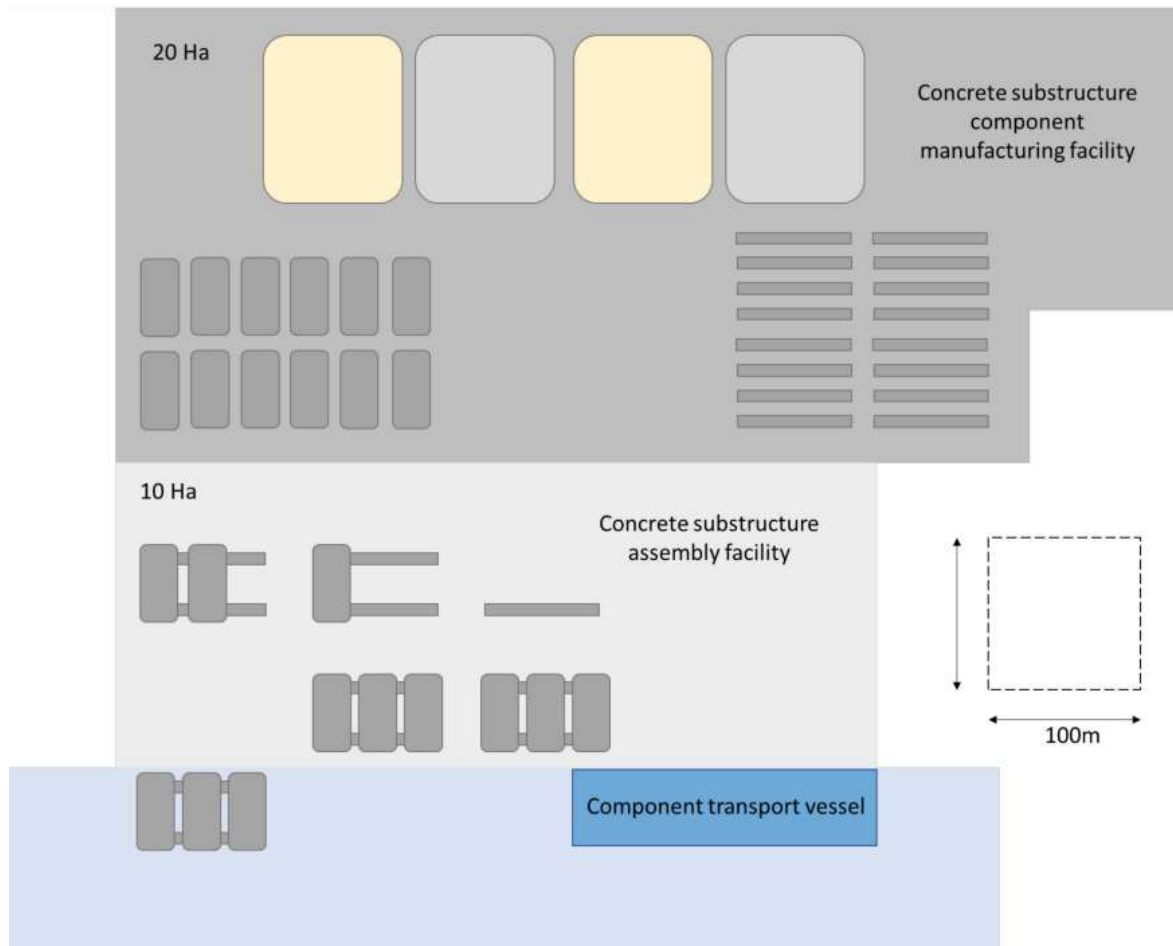 20 Ha
Concrete substructure
component
manufacturing facility
10 Ha
Concrete substructure
assembly facility
100m
Component transport vessel